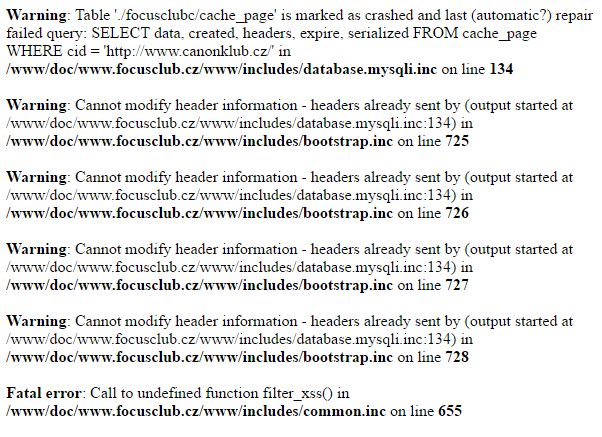 Warning: Table './focusclubc/cache_page' is marked as crashed and last (automatic?) repair
failed query: SELECT data, created, headers, expire, serialized FROM cache_page
WHERE cid = 'http://www.canonklub.cz/' in
/www/doc/www.focusclub.cz/www/includes/database.mysqli.inc on line 134
Warning: Cannot modify header information - headers already sent by (output started at
/www/doc/www.focusclub.cz/www/includes/database.mysqli.inc:134) in
/www/doc/www.focusclub.cz/www/includes/bootstrap.inc on line 725
Warning: Cannot modify header information - headers already sent by (output started at
/www/doc/www.focusclub.cz/www/includes/database.mysqli.inc:134) in
/www/doc/www.focusclub.cz/www/includes/bootstrap.inc on line 726
Warning: Cannot modify header information - headers already sent by (output started at
/www/doc/www.focusclub.cz/www/includes/database.mysqli.inc:134) in
/www/doc/www.focusclub.cz/www/includes/bootstrap.inc on line 727
Warning: Cannot modify header information - headers already sent by (output started at
/www/doc/www.focusclub.cz/www/includes/database.mysqli.inc:134) in
/www/doc/www.focusclub.cz/www/includes/bootstrap.inc on line 728
Fatal error: Call to undefined function filter_xss() in
/www/doc/www.focusclub.cz/www/includes/common.inc on line 655